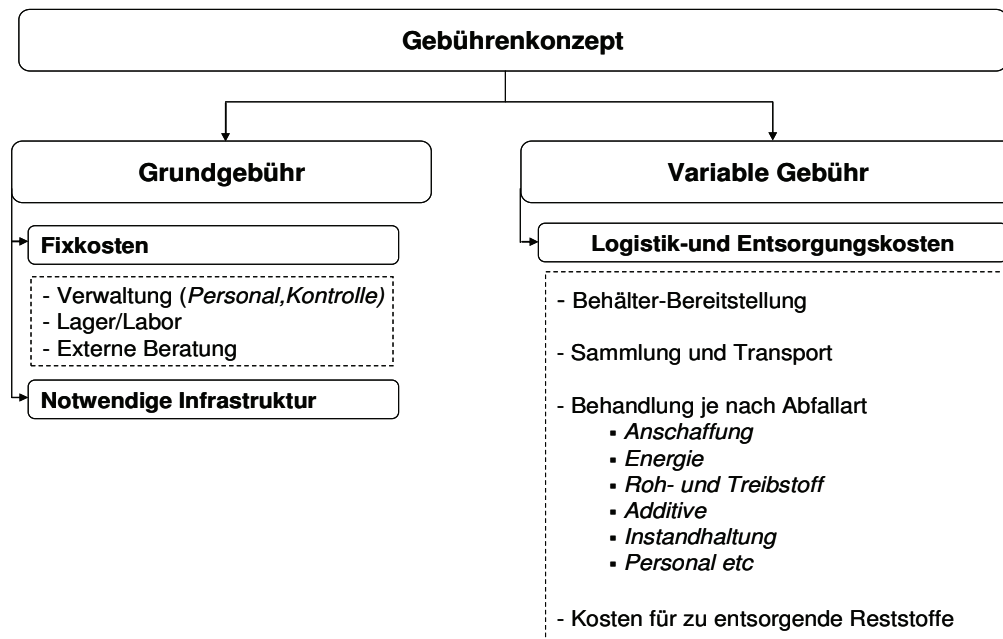 Gebührenkonzept
Grundgebühr
Fixkosten
- Verwaltung (Personal,Kontrolle)
- Lager/Labor
- Externe Beratung
Notwendige Infrastruktur
Variable Gebühr
Logistik-und Entsorgungskosten
- Behälter-Bereitstellung
- Sammlung und Transport
- Behandlung je nach Abfallart
▪ Anschaffung
▪ Energie
▪ Roh- und Treibstoff
▪ Additive
▪ Instandhaltung
▪ Personal etc
- Kosten für zu entsorgende Reststoffe